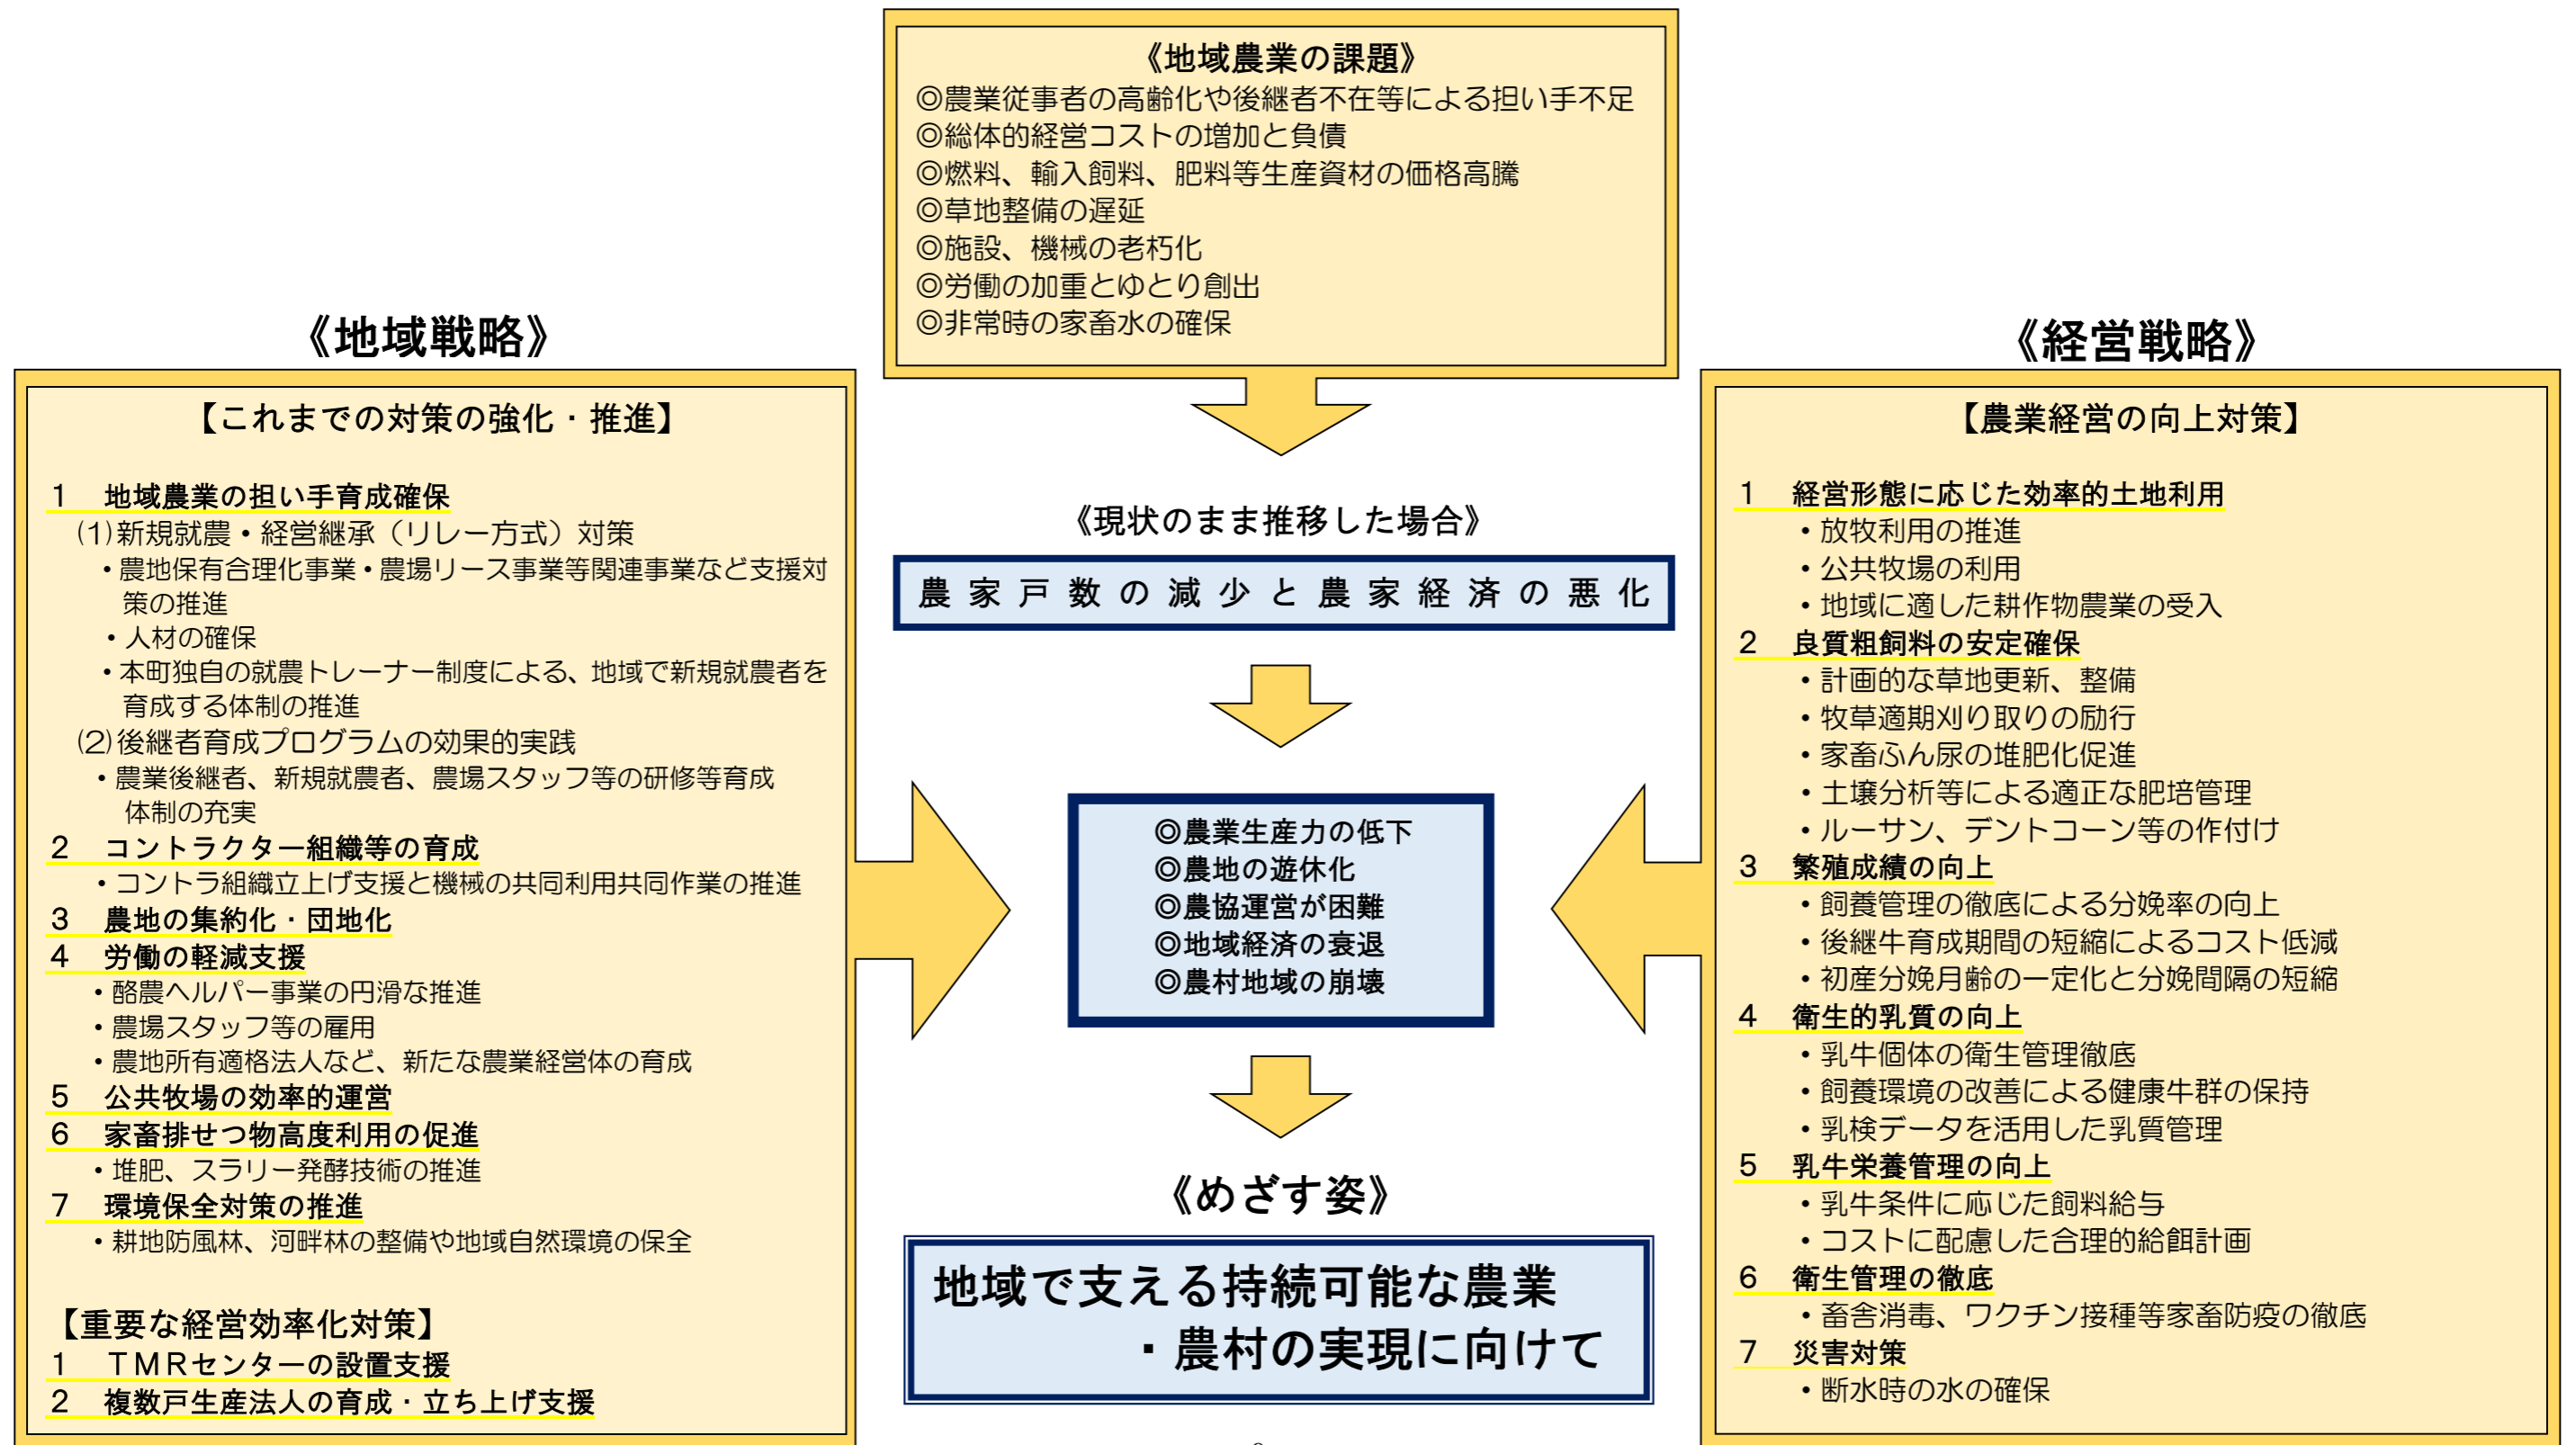 《地域農業の課題》
◎農業従事者の高齢化や後継者不在等による担い手不足
◎総体的経営コストの増加と負債
◎燃料、輸入飼料、肥料等生産資材の価格高騰
◎草地整備の遅延
◎施設、機械の老朽化
◎労働の加重とゆとり創出
◎非常時の家畜水の確保
《地域戦略》
【これまでの対策の強化・推進】
1 地域農業の担い手育成確保
(1)新規就農・経営継承（リレー方式）対策
・農地保有合理化事業・農場リース事業等関連事業など支援対
策の推進
・人材の確保
・本町独自の就農トレーナー制度による、地域で新規就農者を
育成する体制の推進
(2)後継者育成プログラムの効果的実践
・農業後継者、新規就農者、農場スタッフ等の研修等育成
体制の充実
2 コントラクター組織等の育成
・コントラ組織立上げ支援と機械の共同利用共同作業の推進
3 農地の集約化・団地化
4 労働の軽減支援
・酪農ヘルパー事業の円滑な推進
・農場スタッフ等の雇用
・農地所有適格法人など、新たな農業経営体の育成
5 公共牧場の効率的運営
6 家畜排せつ物高度利用の促進
・堆肥、スラリー発酵技術の推進
7 環境保全対策の推進
・耕地防風林、河畔林の整備や地域自然環境の保全
【重要な経営効率化対策】
1 ＴＭＲセンターの設置支援
2 複数戸生産法人の育成・立ち上げ支援
《現状のまま推移した場合》
農家戸数の減少と農家経済の悪化
◎農業生産力の低下
◎農地の遊休化
◎農協運営が困難
◎地域経済の衰退
◎農村地域の崩壊
《めざす姿》
地域で支える持続可能な農業
・農村の実現に向けて
《経営戦略》
【農業経営の向上対策】
1 経営形態に応じた効率的土地利用
・放牧利用の推進
・公共牧場の利用
・地域に適した耕作物農業の受入
2 良質粗飼料の安定確保
・計画的な草地更新、整備
・牧草適期刈り取りの励行
・家畜ふん尿の堆肥化促進
・土壌分析等による適正な肥培管理
・ルーサン、デントコーン等の作付け
3 繁殖成績の向上
・飼養管理の徹底による分娩率の向上
・後継牛育成期間の短縮によるコスト低減
・初産分娩月齢の一定化と分娩間隔の短縮
4 衛生的乳質の向上
・乳牛個体の衛生管理徹底
・飼養環境の改善による健康牛群の保持
・乳検データを活用した乳質管理
5 乳牛栄養管理の向上
・乳牛条件に応じた飼料給与
・コストに配慮した合理的給餌計画
6 衛生管理の徹底
・畜舎消毒、ワクチン接種等家畜防疫の徹底
7 災害対策
・断水時の水の確保